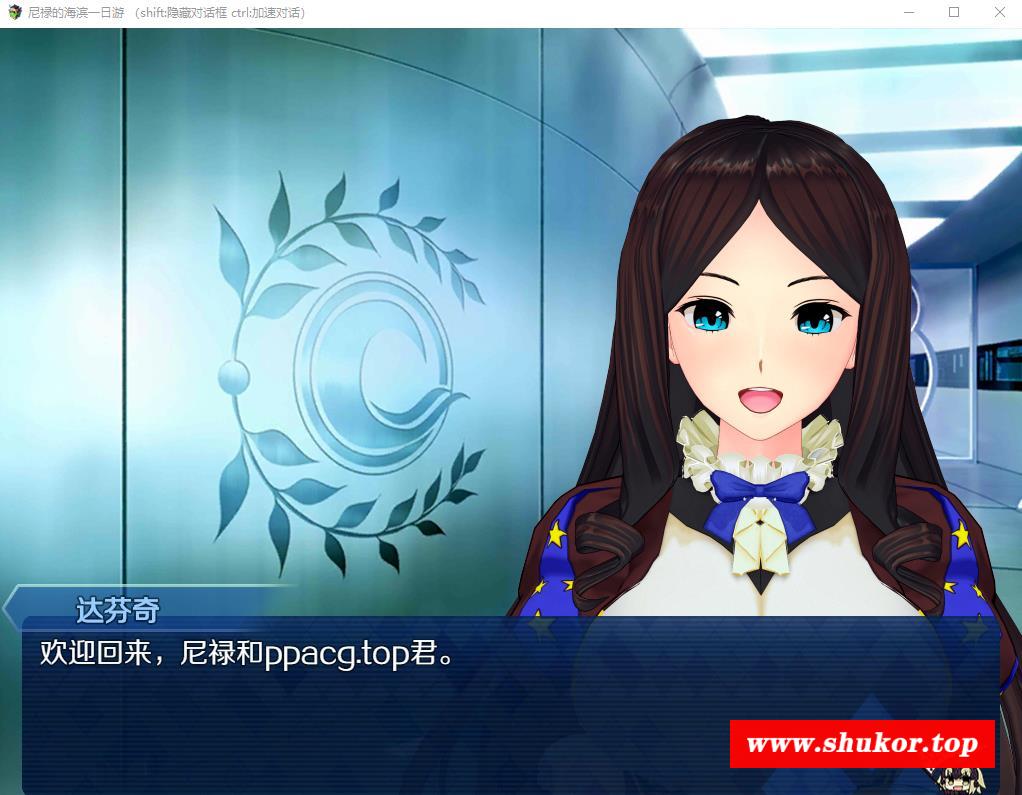 尼禄的海滨一日游 （shift:隐藏对话框 ctrl:加速对话）
达芬奇
欢迎回来，尼禄和ppacg.top君。
www.shukor.top